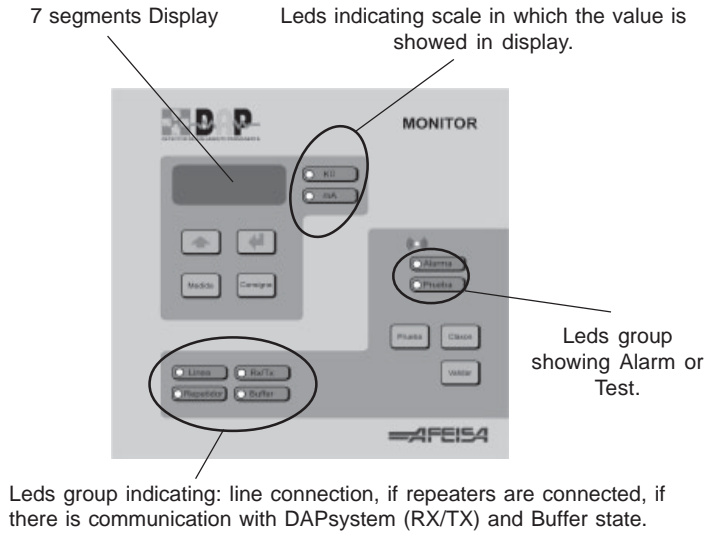 7 segments Display
Leds indicating scale in which the value is
showed in display.
DAP
MONITOR
KΩ
mA
Medida
Consigna
Alarma
Prueba
Prueba
Claxon
Validar
Linea
Rx/Tx
Repetidor
Buffer
AFEISA
Leds group
showing Alarm or
Test.
Leds group indicating: line connection, if repeaters are connected, if
there is communication with DAPsystem (RX/TX) and Buffer state.